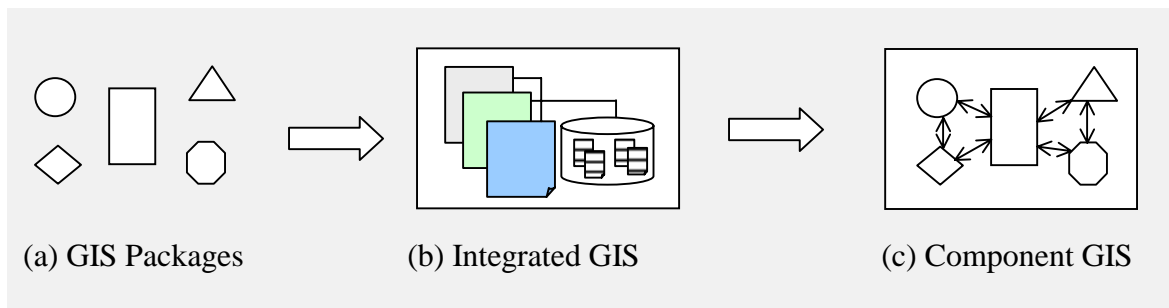 (a) GIS Packages
(b) Integrated GIS
(c) Component GIS